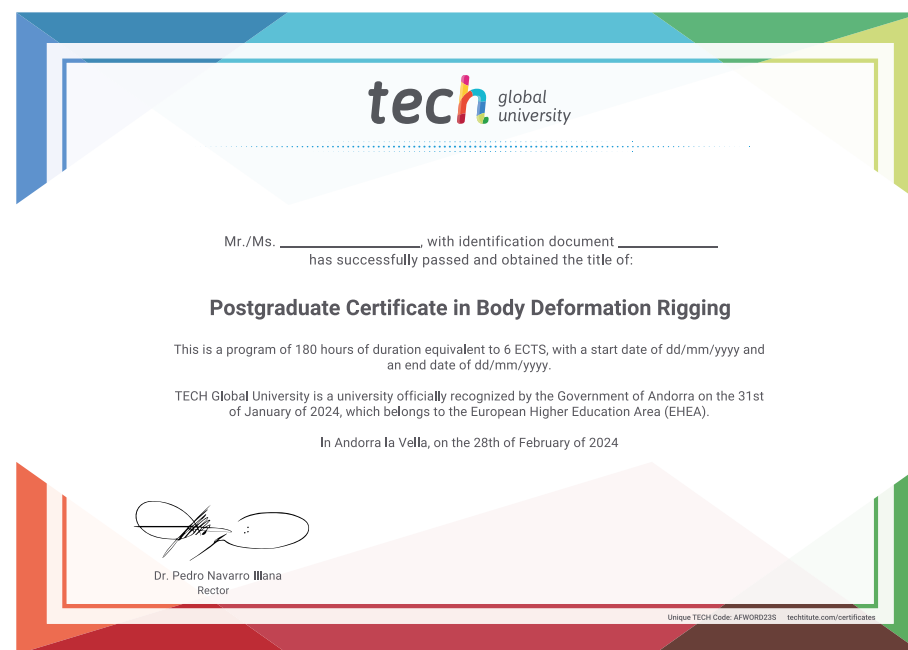 tech global university
Mr./Ms. ____________________, with identification document ______________
has successfully passed and obtained the title of:
Postgraduate Certificate in Body Deformation Rigging
This is a program of 180 hours of duration equivalent to 6 ECTS, with a start date of dd/mm/yyyy and
an end date of dd/mm/yyyy.
TECH Global University is a university officially recognized by the Government of Andorra on the 31st
of January of 2024, which belongs to the European Higher Education Area (EHEA).
In Andorra la Vella, on the 28th of February of 2024
Dr. Pedro Navarro Illana
Rector
Unique TECH Code: AFWORD23S techtitute.com/certificates